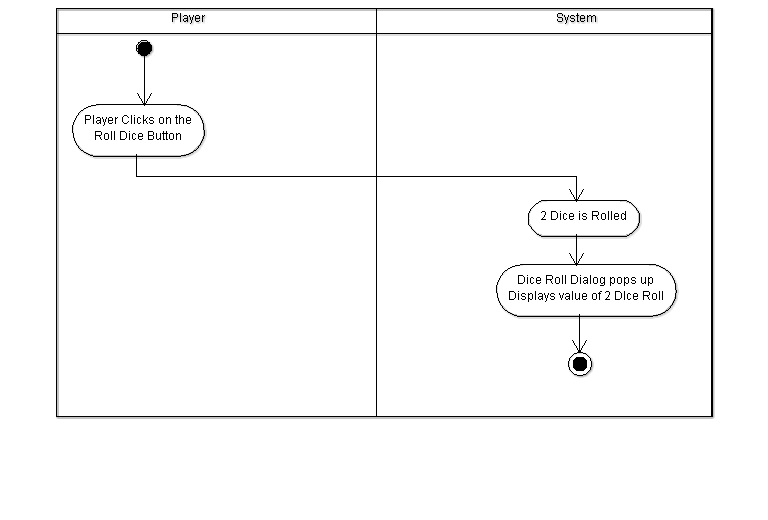 Player
System
Player Clicks on the
Roll Dice Button
2 Dice is Rolled
Dice Roll Dialog pops up
Displays value of 2 DIce Roll